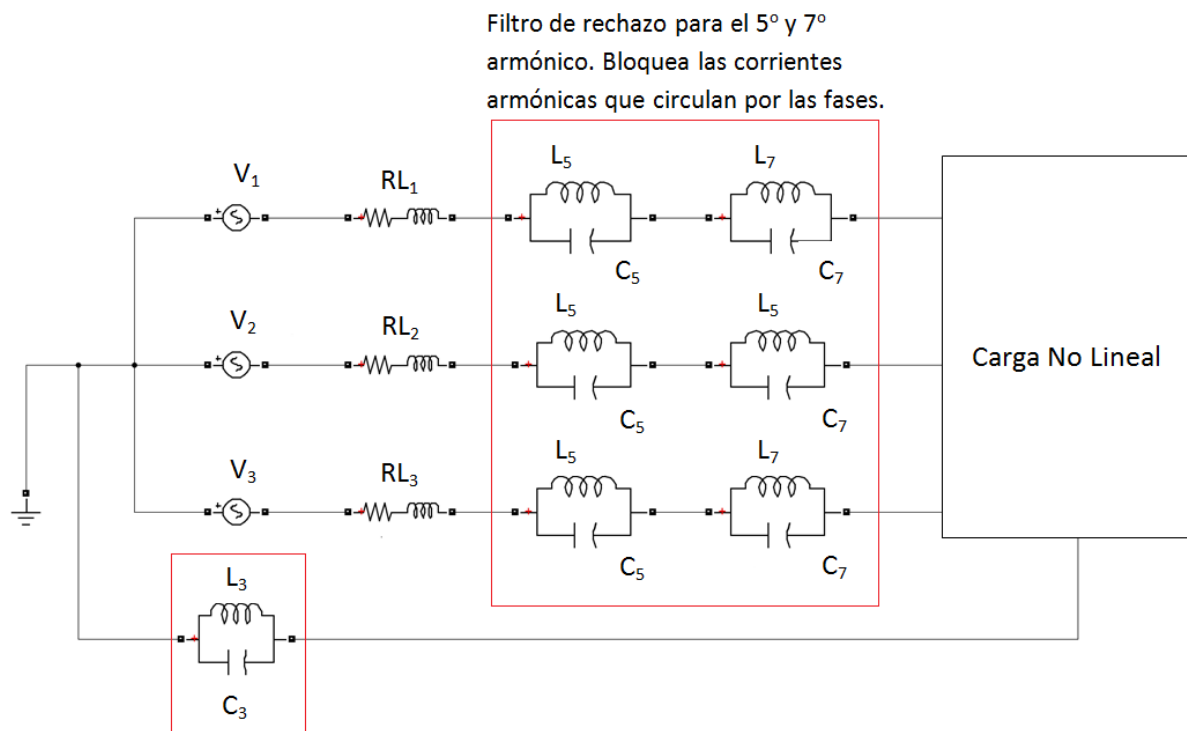 Filtro de rechazo para el 5º y 7º
armónico. Bloquea las corrientes
armónicas que circulan por las fases.
L5 L7
V1 RL1
C5 C7
L5 L5
V2 RL2
Carga No Lineal
C5 C7
L5 L7
V3 RL3
C5 C7
L3
C3